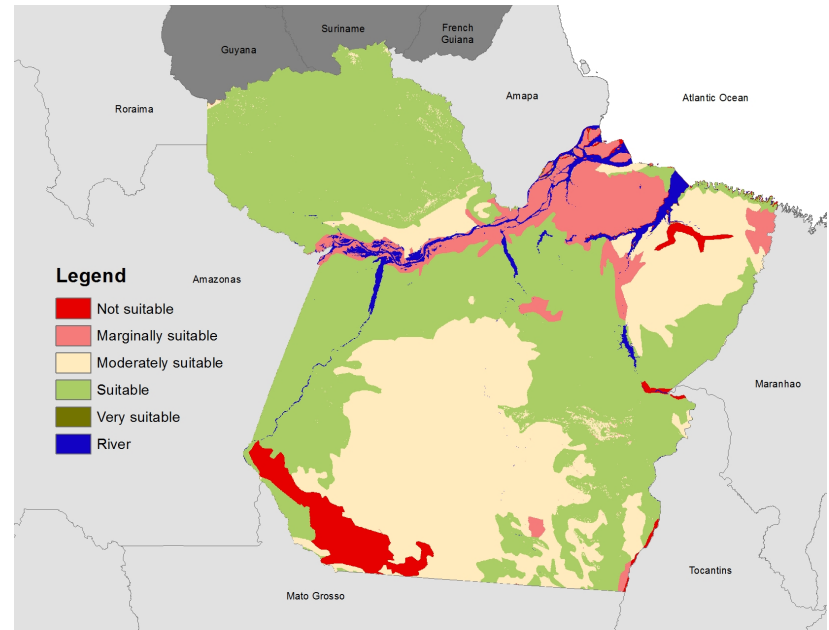 Suriname
French
Guiana
Guyana
Amapa
Atlantic Ocean
Roraima
Legend
Amazonas
Not suitable
Marginally suitable
Moderately suitable
Suitable
Very suitable
River
Maranhao
Tocantins
Mato Grosso